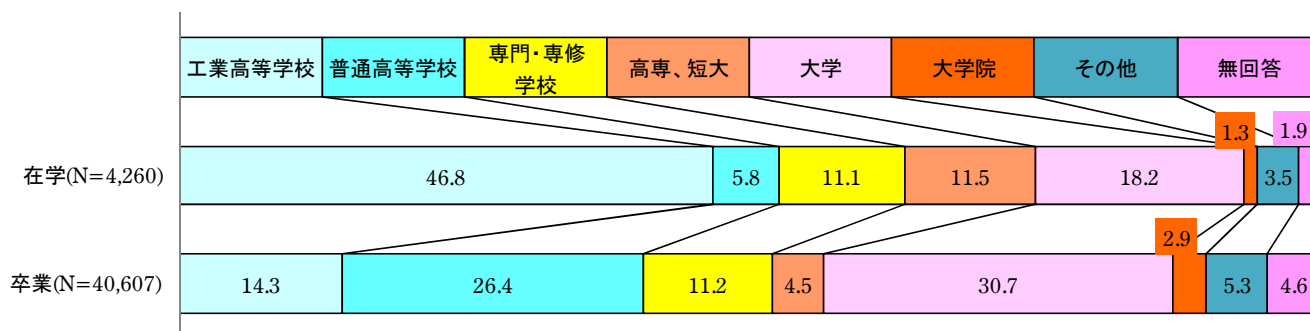 工業高等学校 普通高等学校 専門・専修学校 高専、短大 大学 大学院 その他 無回答
1.3 1.9
在学(N=4,260) 46.8 5.8 11.1 11.5 18.2 3.5
2.9
卒業(N=40,607) 14.3 26.4 11.2 4.5 30.7 5.3 4.6